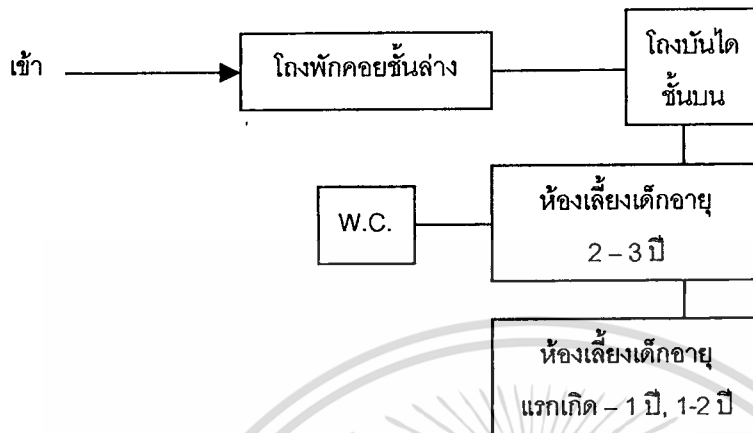 เข้า
โถงพักคอยชั้นล่าง
โถงบันได
ชั้นบน
W.C.
ห้องเลี้ยงเด็กอายุ
2 – 3 ปี
ห้องเลี้ยงเด็กอายุ
แรกเกิด – 1 ปี, 1-2 ปี